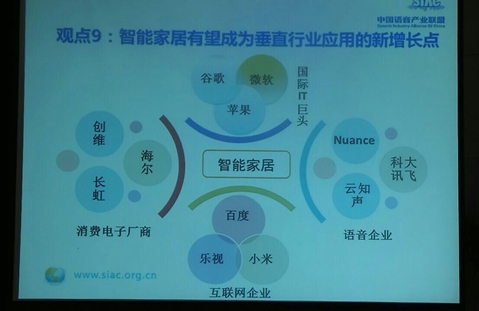 SIAC
中国语音产业联盟
Speech Industry Alliance Of China
观点9：智能家居有望成为垂直行业应用的新增长点
谷歌
微软
苹果
国际IT巨头
创维
海尔
长虹
消费电子厂商
智能家居
Nuance
科大讯飞
云知声
语音企业
百度
乐视
小米
互联网企业
www.siac.org.cn